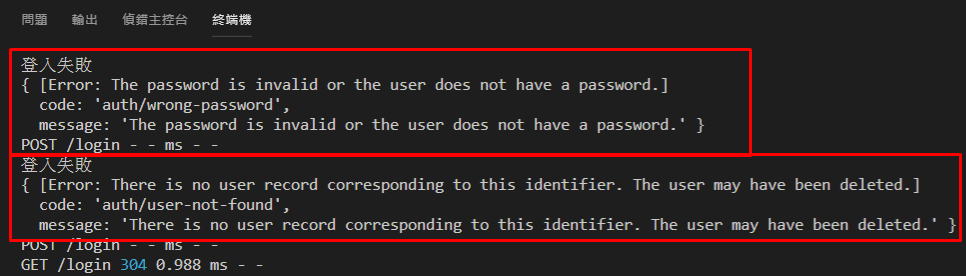 問題 輸出 偵錯主控台 終端機
登入失敗
{ [Error: The password is invalid or the user does not have a password.]
code: 'auth/wrong-password',
message: 'The password is invalid or the user does not have a password.' }
POST /login - - ms - -
登入失敗
{ [Error: There is no user record corresponding to this identifier. The user may have been deleted.]
code: 'auth/user-not-found',
message: 'There is no user record corresponding to this identifier. The user may have been deleted.' }
POST /login - - ms - -
GET /login 304 0.988 ms - -